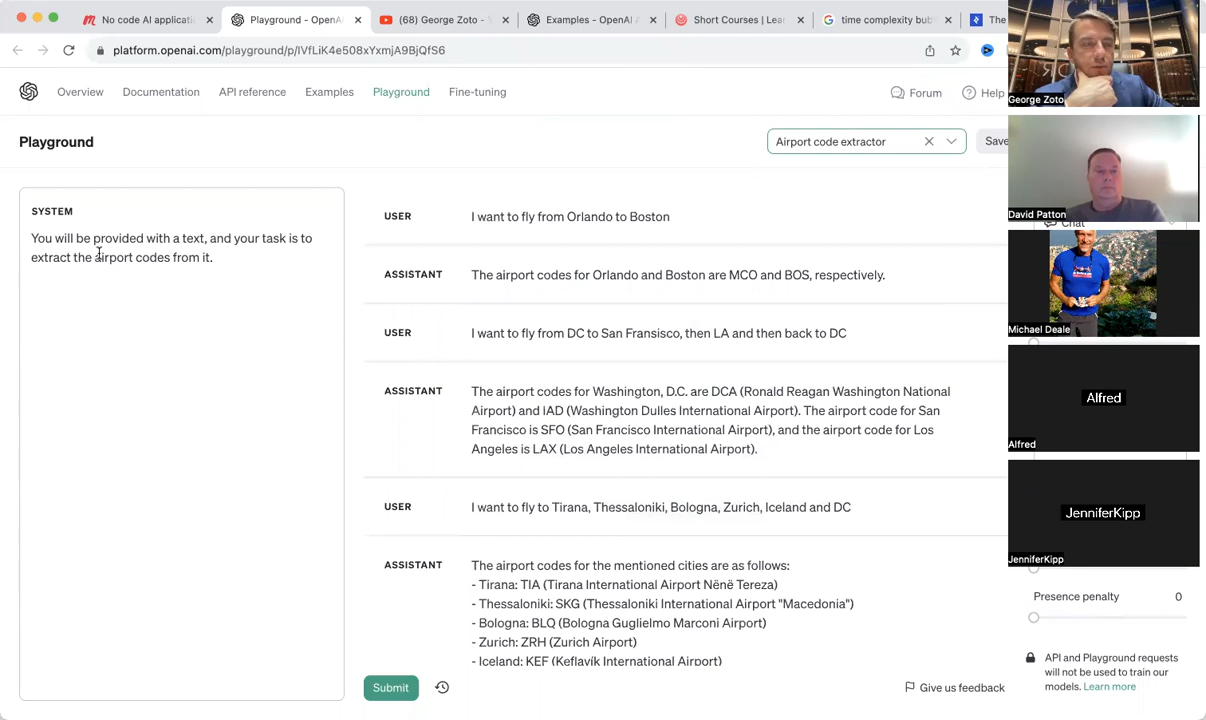 No code AI applicati
Playground - OpenAI
(68) George Zoto -
Examples - OpenAI A
Short Courses | Lea
time complexity bub
The
platform.openai.com/playground/p/lVfLiK4e508xYxmjA9BjQfS6
Overview
Documentation
API reference
Examples
Playground
Fine-tuning
Forum
Help
Playground
Airport code extractor
Save
SYSTEM
You will be provided with a text, and your task is to
extract the airport codes from it.
USER
I want to fly from Orlando to Boston
ASSISTANT
The airport codes for Orlando and Boston are MCO and BOS, respectively.
USER
I want to fly from DC to San Fransisco, then LA and then back to DC
ASSISTANT
The airport codes for Washington, D.C. are DCA (Ronald Reagan Washington National
Airport) and IAD (Washington Dulles International Airport). The airport code for San
Francisco is SFO (San Francisco International Airport), and the airport code for Los
Angeles is LAX (Los Angeles International Airport).
USER
I want to fly to Tirana, Thessaloniki, Bologna, Zurich, Iceland and DC
ASSISTANT
The airport codes for the mentioned cities are as follows:
- Tirana: TIA (Tirana International Airport Nënë Tereza)
- Thessaloniki: SKG (Thessaloniki International Airport "Macedonia")
- Bologna: BLQ (Bologna Guglielmo Marconi Airport)
- Zurich: ZRH (Zurich Airport)
- Iceland: KEF (Keflavík International Airport)
Submit
Give us feedback
George Zoto
David Patton
Chat
Michael Deale
Alfred
Alfred
JenniferKipp
JenniferKipp
Presence penalty
0
API and Playground requests
will not be used to train our
models. Learn more